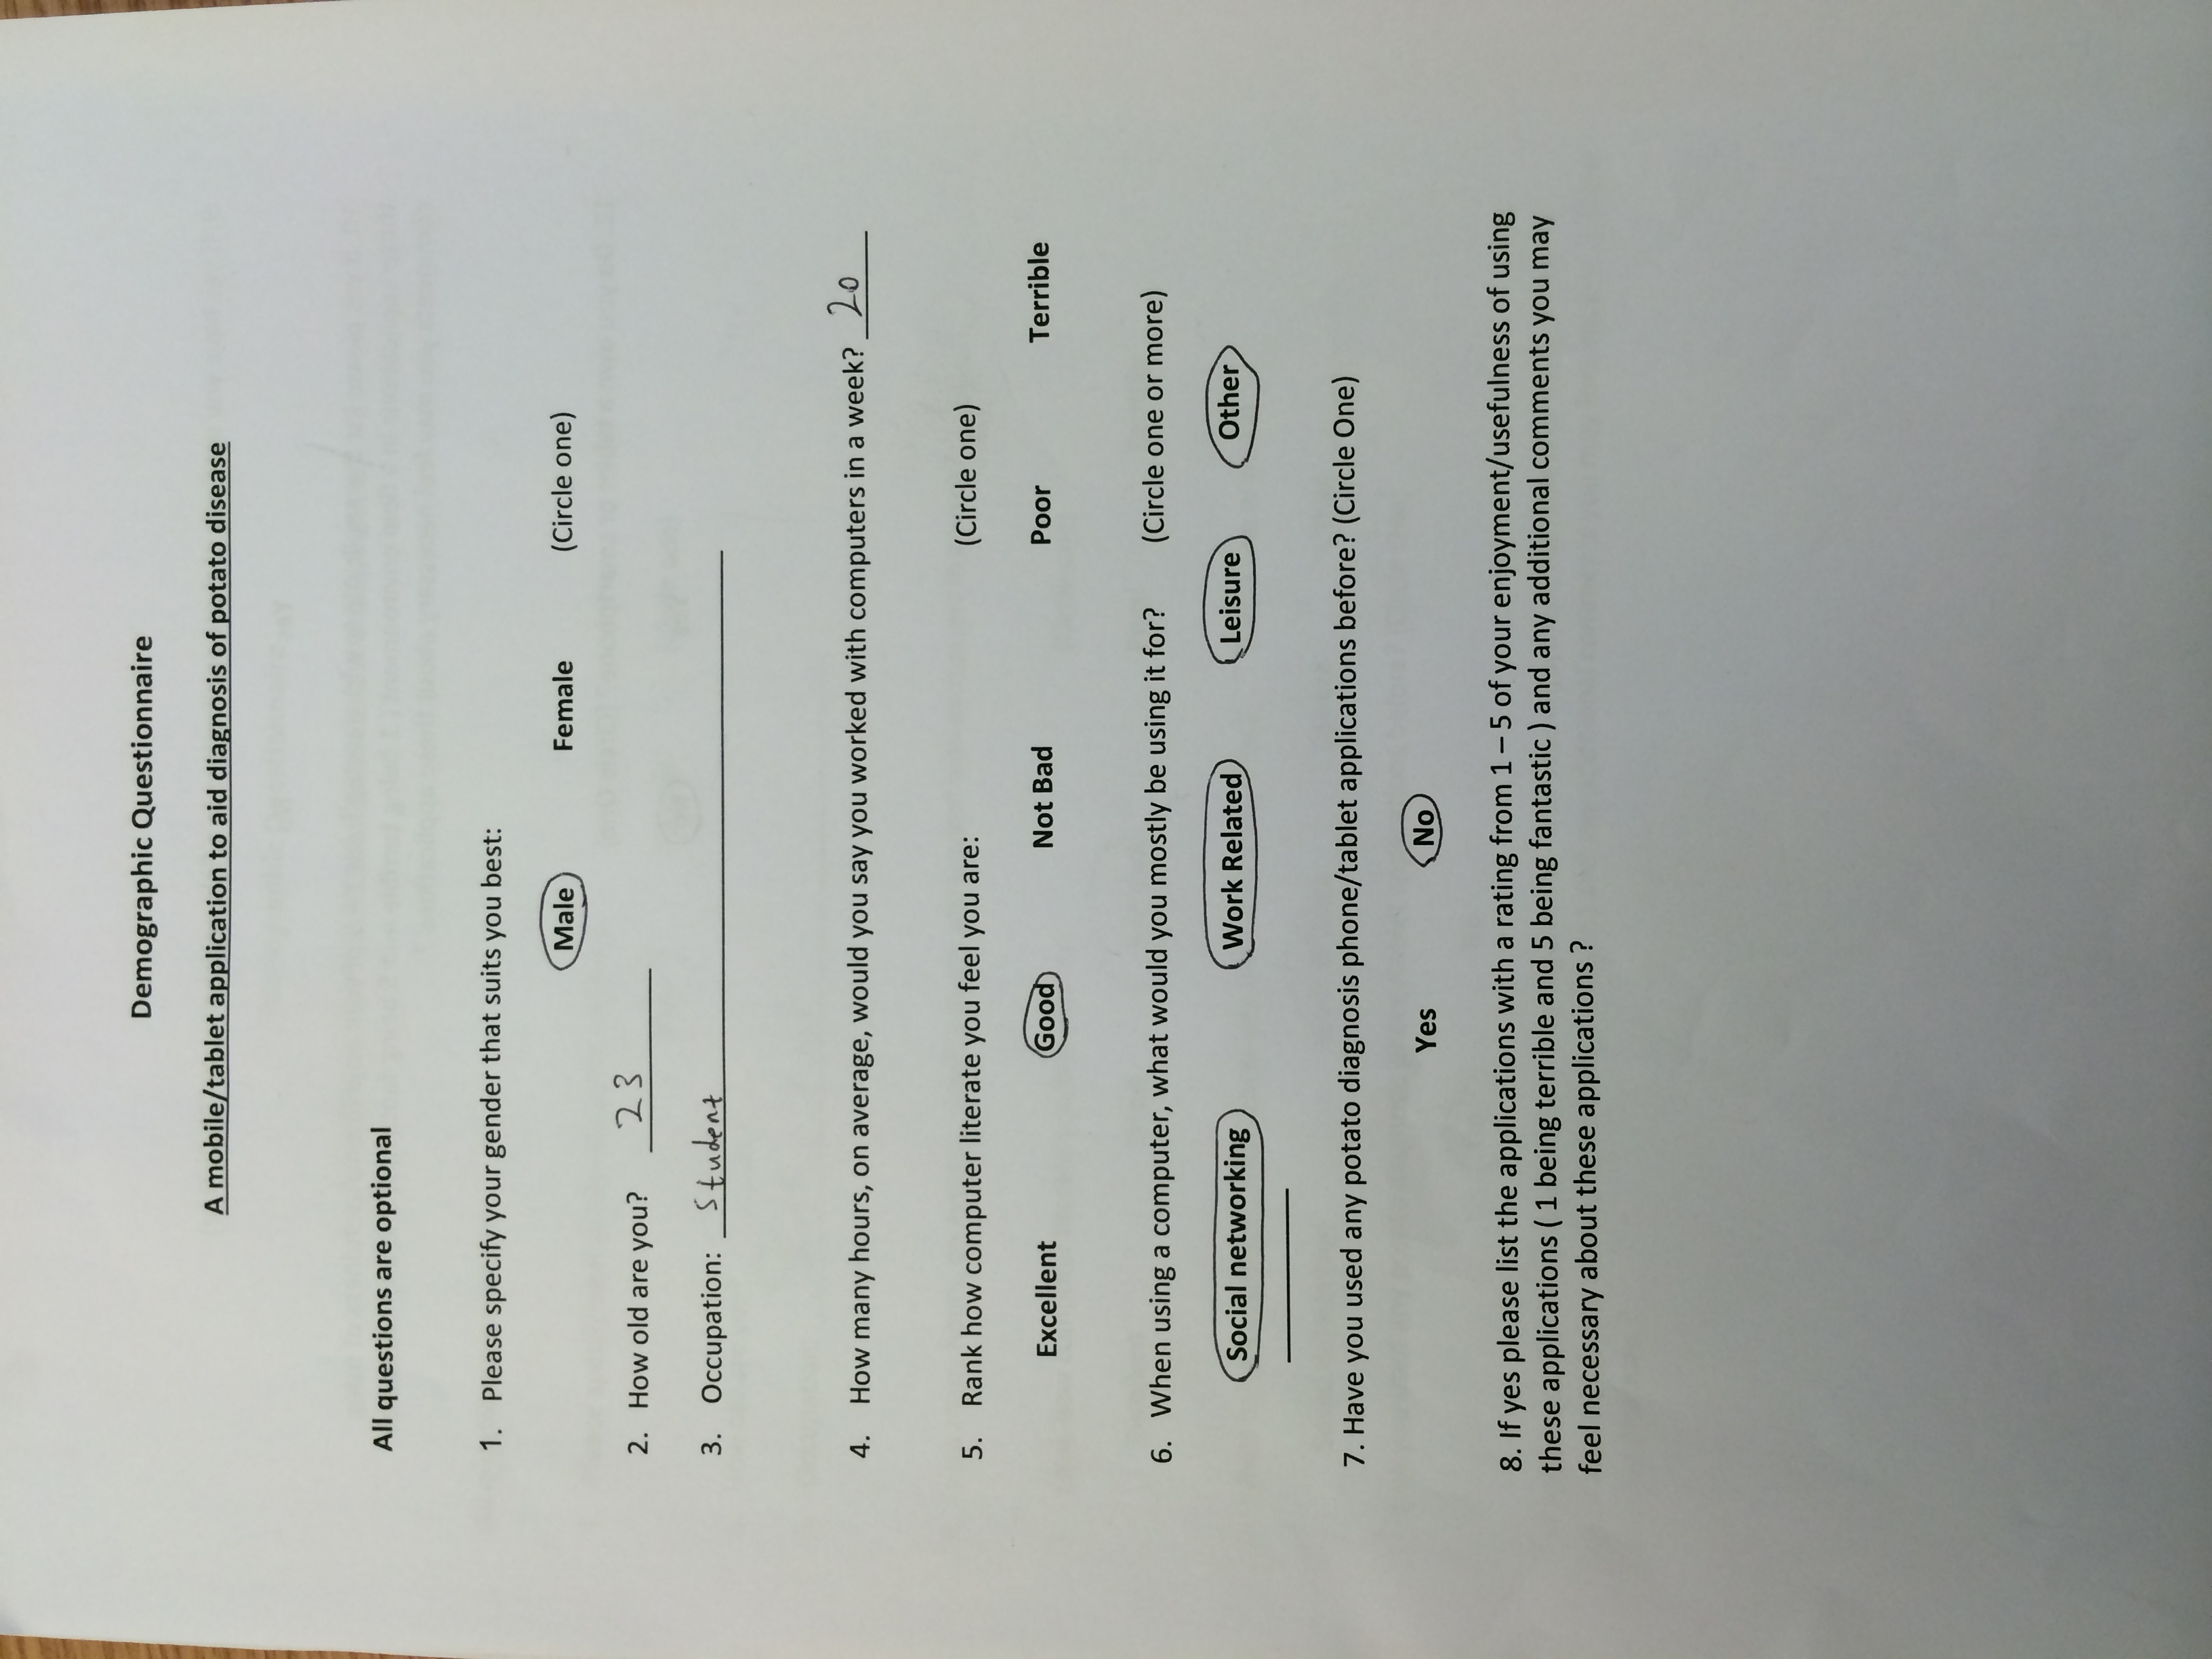 Demographic Questionnaire
A mobile/tablet application to aid diagnosis of potato disease
All questions are optional
1. Please specify your gender that suits you best:
Male Female (Circle one)
2. How old are you? 23
3. Occupation: Student
4. How many hours, on average, would you say you worked with computers in a week? 20
5. Rank how computer literate you feel you are: (Circle one)
Excellent Good Not Bad Poor Terrible
6. When using a computer, what would you mostly be using it for? (Circle one or more)
Social networking Work Related Leisure Other
7. Have you used any potato diagnosis phone/tablet applications before? (Circle One)
Yes No
8. If yes please list the applications with a rating from 1 – 5 of your enjoyment/usefulness of using
these applications ( 1 being terrible and 5 being fantastic ) and any additional comments you may
feel necessary about these applications ?